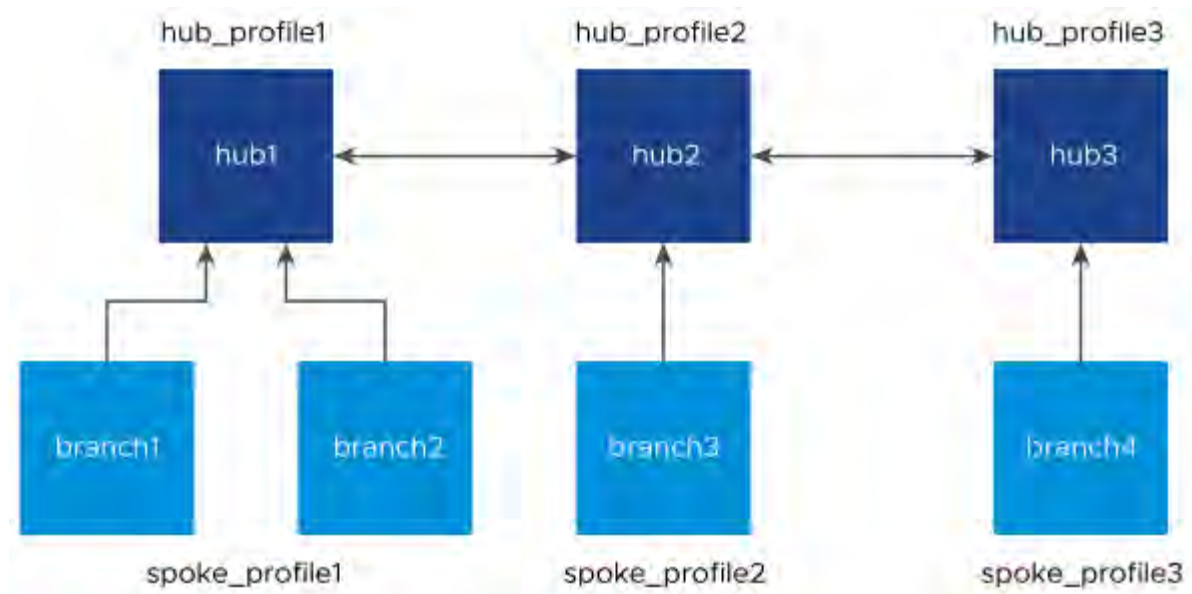 hub_profile1 hub_profile2 hub_profile3
hub1 hub2 hub3
branch1 branch2 branch3 branch4
spoke_profile1 spoke_profile2 spoke_profile3